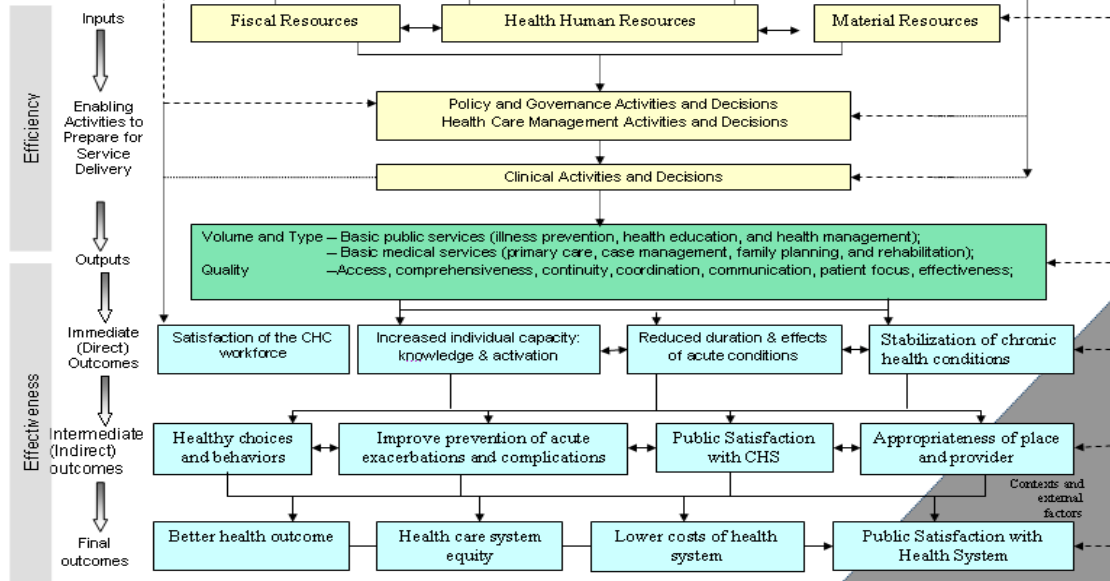 Inputs
Fiscal Resources
Health Human Resources
Material Resources
Efficiency
Enabling
Activities to
Prepare for
Service
Delivery
Policy and Governance Activities and Decisions
Health Care Management Activities and Decisions
Clinical Activities and Decisions
Outputs
Volume and Type – Basic public services (illness prevention, health education, and health management);
– Basic medical services (primary care, case management, family planning, and rehabilitation);
Quality –Access, comprehensiveness, continuity, coordination, communication, patient focus, effectiveness;
Effectiveness
Immediate
(Direct)
Outcomes
Satisfaction of the CHC
workforce
Increased individual capacity:
knowledge & activation
Reduced duration & effects
of acute conditions
Stabilization of chronic
health conditions
Intermediate
(Indirect)
outcomes
Healthy choices
and behaviors
Improve prevention of acute
exacerbations and complications
Public Satisfaction
with CHS
Appropriateness of place
and provider
Contexts and
external
factors
Final
outcomes
Better health outcome
Health care system
equity
Lower costs of health
system
Public Satisfaction with
Health System